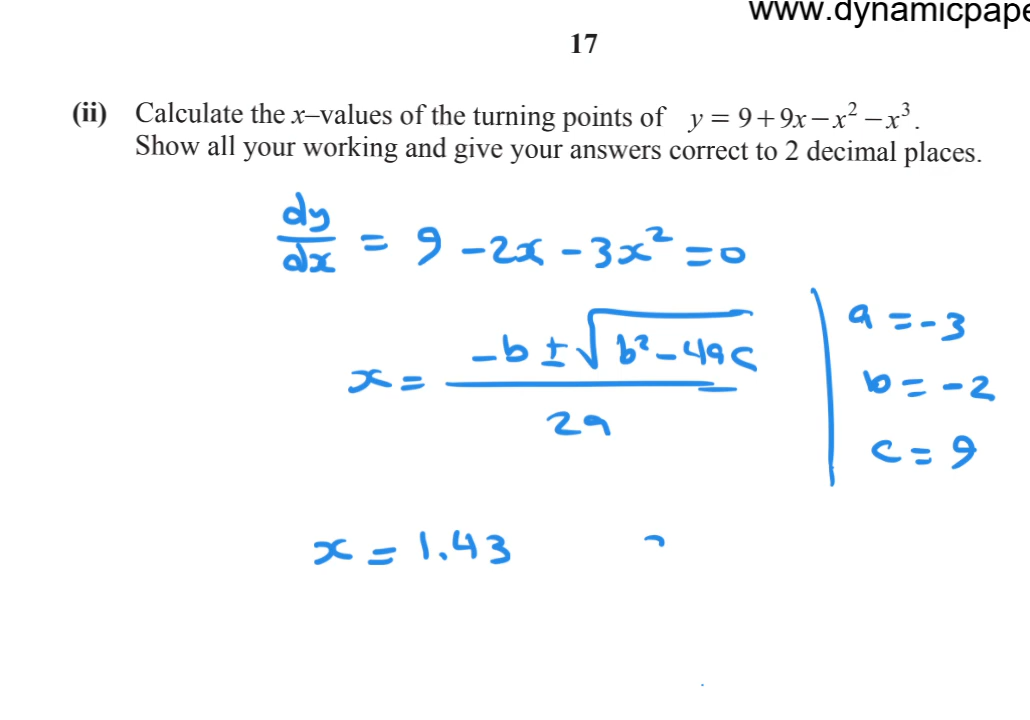 www.dynamicpape
17
(ii) Calculate the x–values of the turning points of y = 9 + 9x – x² – x³.
Show all your working and give your answers correct to 2 decimal places.
dy/dx = 9 - 2x - 3x² = 0
x = (-b ± √(b² - 4ac))/2a
a = -3
b = -2
c = 9
x = 1.43